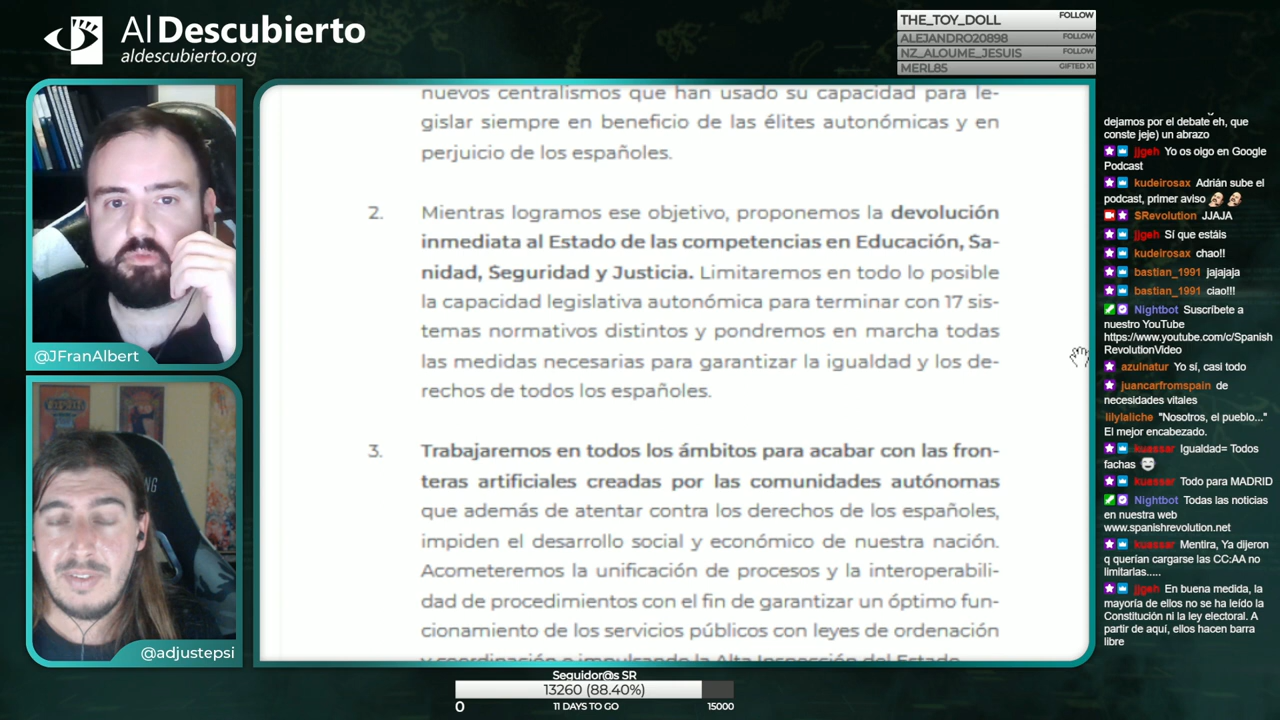 Al Descubierto
aldescubierto.org
THE_TOY_DOLL FOLLOW
ALEJANDRO20898 FOLLOW
NZ_ALOUME_JESUIS FOLLOW
MERL85 GIFTED X1
@JFranAlbert
@adjustepsi
nuevos centralismos que han usado su capacidad para le-
gislar siempre en beneficio de las élites autonómicas y en
perjuicio de los españoles.
2. Mientras logramos ese objetivo, proponemos la devolución
inmediata al Estado de las competencias en Educación, Sa-
nidad, Seguridad y Justicia. Limitaremos en todo lo posible
la capacidad legislativa autonómica para terminar con 17 sis-
temas normativos distintos y pondremos en marcha todas
las medidas necesarias para garantizar la igualdad y los de-
rechos de todos los españoles.
3. Trabajaremos en todos los ámbitos para acabar con las fron-
teras artificiales creadas por las comunidades autónomas
que además de atentar contra los derechos de los españoles,
impiden el desarrollo social y económico de nuestra nación.
Acometeremos la unificación de procesos y la interoperabili-
dad de procedimientos con el fin de garantizar un óptimo fun-
cionamiento de los servicios públicos con leyes de ordenación
y coordinación e impulsando la Alta Inspección del Estado.
dejamos por el debate eh, que
conste jeje) un abrazo
jjgeh Yo os oigo en Google
Podcast
kudeirosax Adrián sube el
podcast, primer aviso
SRevolution JJAJA
jjgeh Sí que estáis
kudeirosax chao!!
bastian_1991 jajajaja
bastian_1991 ciao!!!
Nightbot Suscríbete a
nuestro YouTube
https://www.youtube.com/c/Spanish
RevolutionVideo
azulnatur Yo sí, casi todo
juancarfromspain de
necesidades vitales
lilylaliche "Nosotros, el pueblo..."
El mejor encabezado.
kuassar Igualdad= Todos
fachas
kuassar Todo para MADRID
Nightbot Todas las noticias
en nuestra web
www.spanishrevolution.net
kuassar Mentira, Ya dijeron
q querían cargarse las CC:AA no
limitarlas.....
jjgeh En buena medida, la
mayoría de ellos no se ha leído la
Constitución ni la ley electoral. A
partir de aquí, ellos hacen barra
libre
Seguidor@s SR
13260 (88.40%)
0 11 DAYS TO GO 15000